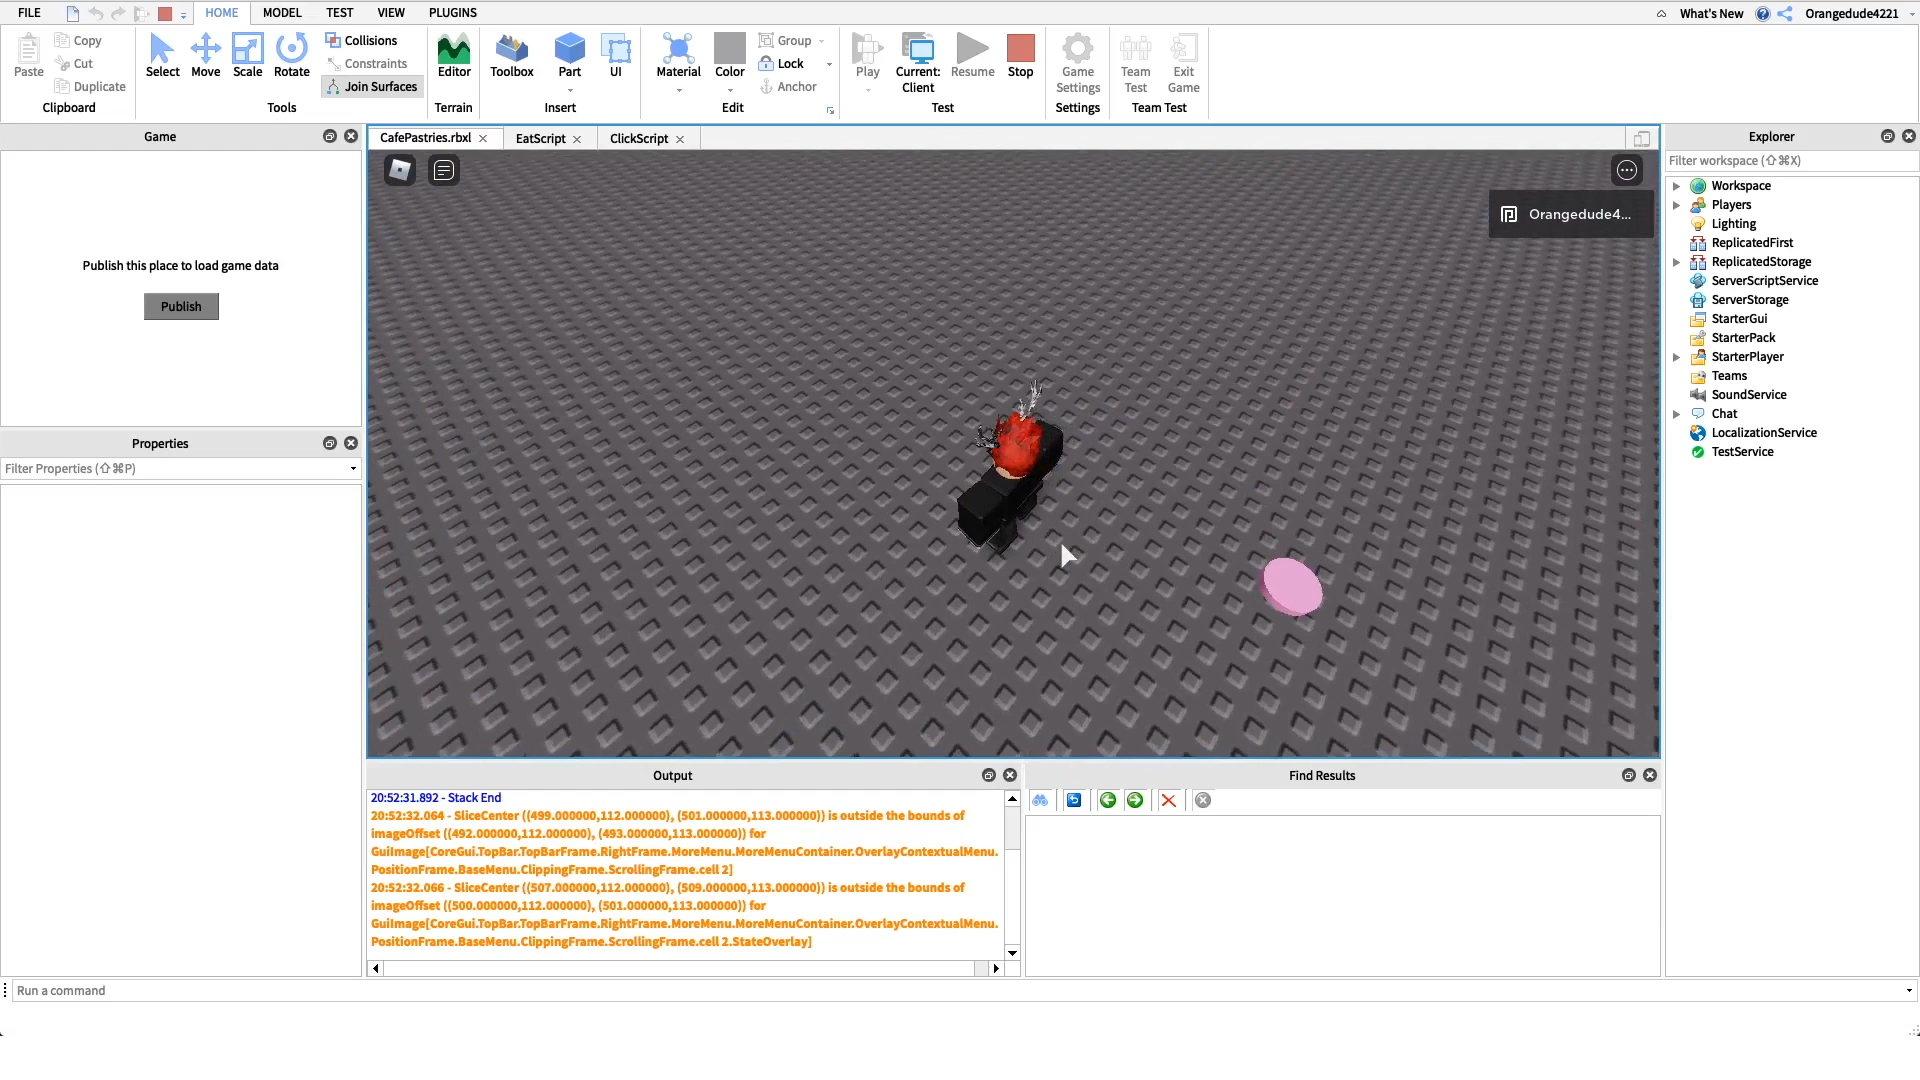 FILE HOME MODEL TEST VIEW PLUGINS What's New Orangedude4221
Paste
Copy
Cut
Duplicate
Clipboard
Select Move Scale Rotate
Collisions
Constraints
Join Surfaces
Tools
Editor
Terrain
Toolbox Part UI
Insert
Material Color
Group
Lock
Anchor
Edit
Play
Current:
Client
Resume Stop
Test
Game
Settings
Settings
Team
Test
Exit
Game
Team Test
Game
Publish this place to load game data
Publish
Properties
Filter Properties (⇧⌘P)
CafePastries.rbxl EatScript ClickScript
Orangedude4...
Output
20:52:31.892 - Stack End
20:52:32.064 - SliceCenter ((499.000000,112.000000), (501.000000,113.000000)) is outside the bounds of
imageOffset ((492.000000,112.000000), (493.000000,113.000000)) for
GuiImage[CoreGui.TopBar.TopBarFrame.RightFrame.MoreMenu.MoreMenuContainer.OverlayContextualMenu.
PositionFrame.BaseMenu.ClippingFrame.ScrollingFrame.cell 2]
20:52:32.066 - SliceCenter ((507.000000,112.000000), (509.000000,113.000000)) is outside the bounds of
imageOffset ((500.000000,112.000000), (501.000000,113.000000)) for
GuiImage[CoreGui.TopBar.TopBarFrame.RightFrame.MoreMenu.MoreMenuContainer.OverlayContextualMenu.
PositionFrame.BaseMenu.ClippingFrame.ScrollingFrame.cell 2.StateOverlay]
Find Results
Explorer
Filter workspace (⇧⌘X)
Workspace
Players
Lighting
ReplicatedFirst
ReplicatedStorage
ServerScriptService
ServerStorage
StarterGui
StarterPack
StarterPlayer
Teams
SoundService
Chat
LocalizationService
TestService
Run a command